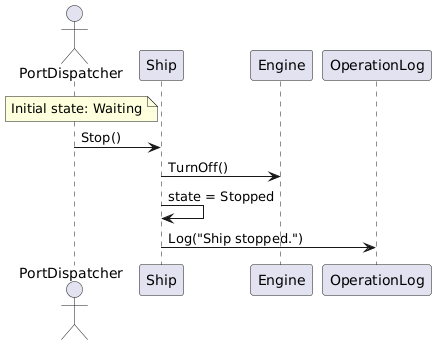 PortDispatcher
Ship
Engine
OperationLog
Initial state: Waiting
Stop()
TurnOff()
state = Stopped
Log("Ship stopped.")
PortDispatcher
Ship
Engine
OperationLog